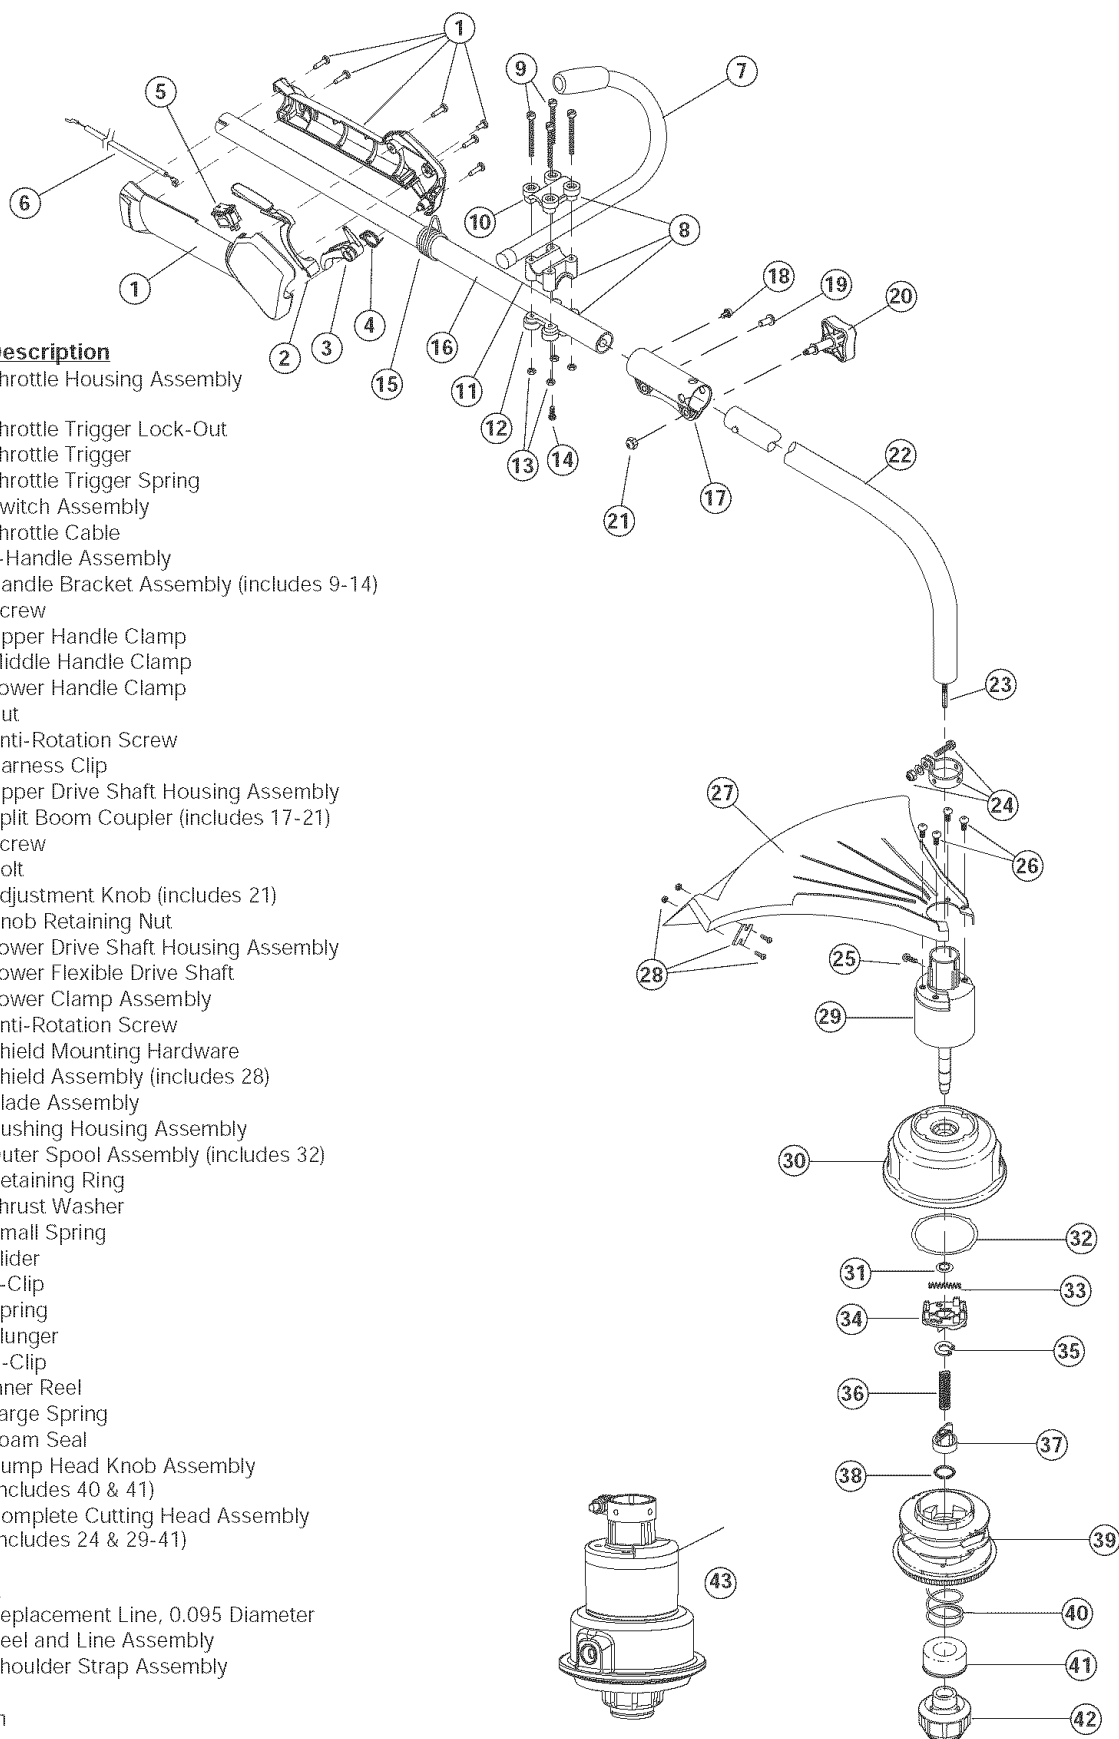 1
9
7
5
6
10
8
1
2
3
4
15
16
11
12
13
14
18
19
20
21
17
22
23
24
27
26
28
25
29
30
32
31
33
34
35
36
37
38
39
40
41
42
43
escription
hrottle Housing Assembly
hrottle Trigger Lock-Out
hrottle Trigger
hrottle Trigger Spring
witch Assembly
hrottle Cable
-Handle Assembly
andle Bracket Assembly (includes 9-14)
crew
pper Handle Clamp
iddle Handle Clamp
ower Handle Clamp
ut
nti-Rotation Screw
arness Clip
pper Drive Shaft Housing Assembly
plit Boom Coupler (includes 17-21)
crew
olt
djustment Knob (includes 21)
nob Retaining Nut
ower Drive Shaft Housing Assembly
ower Flexible Drive Shaft
ower Clamp Assembly
nti-Rotation Screw
hield Mounting Hardware
hield Assembly (includes 28)
lade Assembly
ushing Housing Assembly
uter Spool Assembly (includes 32)
etaining Ring
hrust Washer
mall Spring
lider
-Clip
pring
lunger
-Clip
nner Reel
arge Spring
oam Seal
ump Head Knob Assembly
ncludes 40 & 41)
omplete Cutting Head Assembly
ncludes 24 & 29-41)
eplacement Line, 0.095 Diameter
eel and Line Assembly
houlder Strap Assembly
n